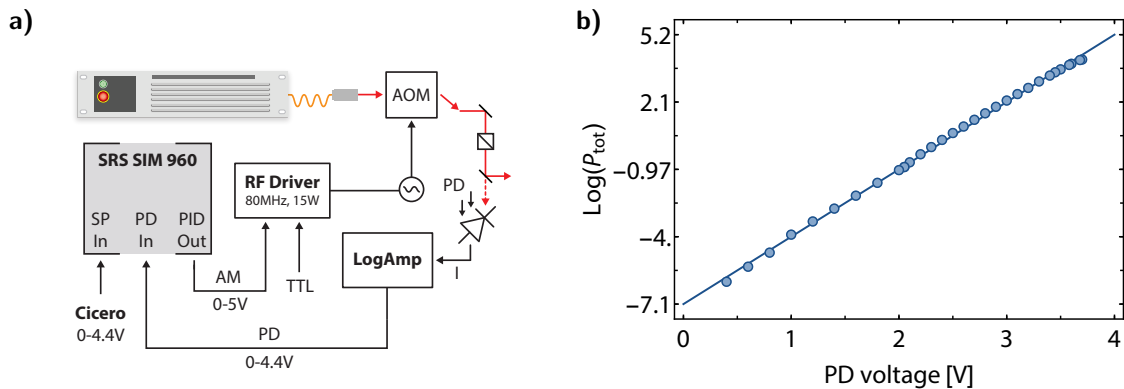 a)
AOM
SRS SIM 960
SP In
PD In
PID Out
RF Driver
80MHz, 15W
PD
LogAmp
I
AM
0-5V
TTL
Cicero
0-4.4V
PD
0-4.4V
b)
Log(Ptot)
5.2
2.1
−0.97
−4.
−7.1
0 1 2 3 4
PD voltage [V]